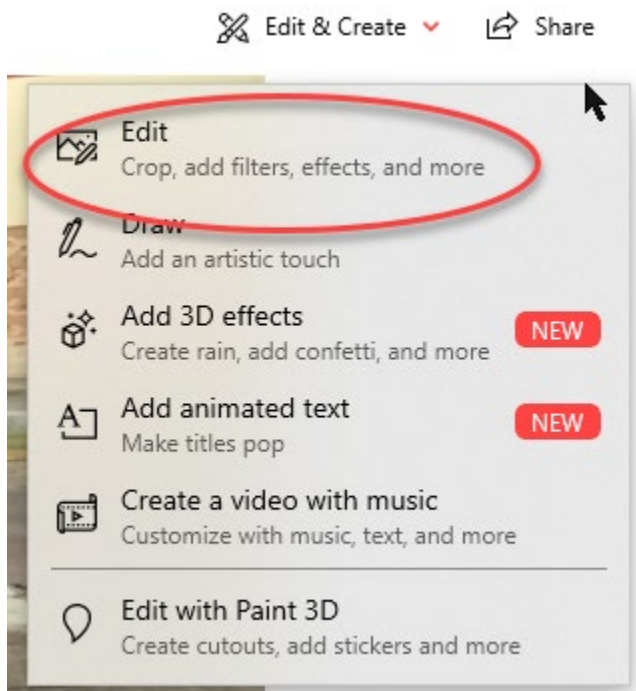 Edit & Create Share
Edit
Crop, add filters, effects, and more
Draw
Add an artistic touch
Add 3D effects
Create rain, add confetti, and more
NEW
Add animated text
Make titles pop
NEW
Create a video with music
Customize with music, text, and more
Edit with Paint 3D
Create cutouts, add stickers and more